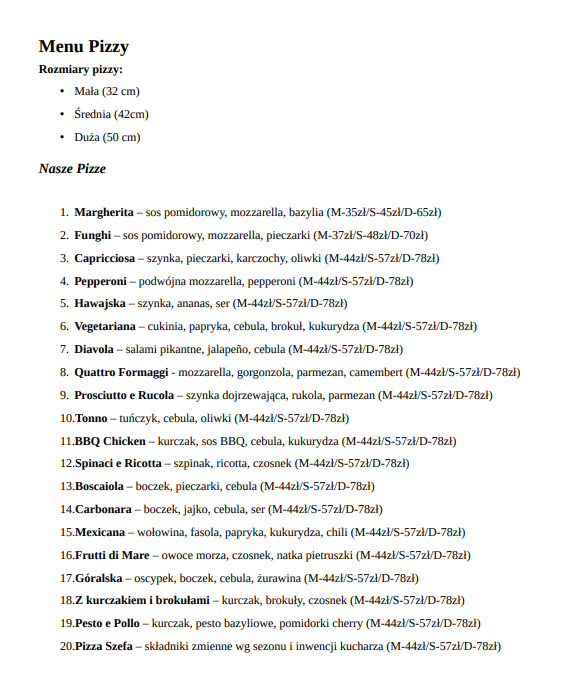 Menu Pizzy
Rozmiary pizzy:
• Mała (32 cm)
• Średnia (42cm)
• Duża (50 cm)
Nasze Pizze
1. Margherita – sos pomidorowy, mozzarella, bazylia (M-35zł/S-45zł/D-65zł)
2. Funghi – sos pomidorowy, mozzarella, pieczarki (M-37zł/S-48zł/D-70zł)
3. Capricciosa – szynka, pieczarki, karczochy, oliwki (M-44zł/S-57zł/D-78zł)
4. Pepperoni – podwójna mozzarella, pepperoni (M-44zł/S-57zł/D-78zł)
5. Hawajska – szynka, ananas, ser (M-44zł/S-57zł/D-78zł)
6. Vegetariana – cukinia, papryka, cebula, brokuł, kukurydza (M-44zł/S-57zł/D-78zł)
7. Diavola – salami pikantne, jalapeño, cebula (M-44zł/S-57zł/D-78zł)
8. Quattro Formaggi - mozzarella, gorgonzola, parmezan, camembert (M-44zł/S-57zł/D-78zł)
9. Prosciutto e Rucola – szynka dojrzewająca, rukola, parmezan (M-44zł/S-57zł/D-78zł)
10.Tonno – tuńczyk, cebula, oliwki (M-44zł/S-57zł/D-78zł)
11.BBQ Chicken – kurczak, sos BBQ, cebula, kukurydza (M-44zł/S-57zł/D-78zł)
12.Spinaci e Ricotta – szpinak, ricotta, czosnek (M-44zł/S-57zł/D-78zł)
13.Boscaiola – boczek, pieczarki, cebula (M-44zł/S-57zł/D-78zł)
14.Carbonara – boczek, jajko, cebula, ser (M-44zł/S-57zł/D-78zł)
15.Mexicana – wołowina, fasola, papryka, kukurydza, chili (M-44zł/S-57zł/D-78zł)
16.Frutti di Mare – owoce morza, czosnek, natka pietruszki (M-44zł/S-57zł/D-78zł)
17.Góralska – oscypek, boczek, cebula, żurawina (M-44zł/S-57zł/D-78zł)
18.Z kurczakiem i brokułami – kurczak, brokuły, czosnek (M-44zł/S-57zł/D-78zł)
19.Pesto e Pollo – kurczak, pesto bazyliowe, pomidorki cherry (M-44zł/S-57zł/D-78zł)
20.Pizza Szefa – składniki zmienne wg sezonu i inwencji kucharza (M-44zł/S-57zł/D-78zł)